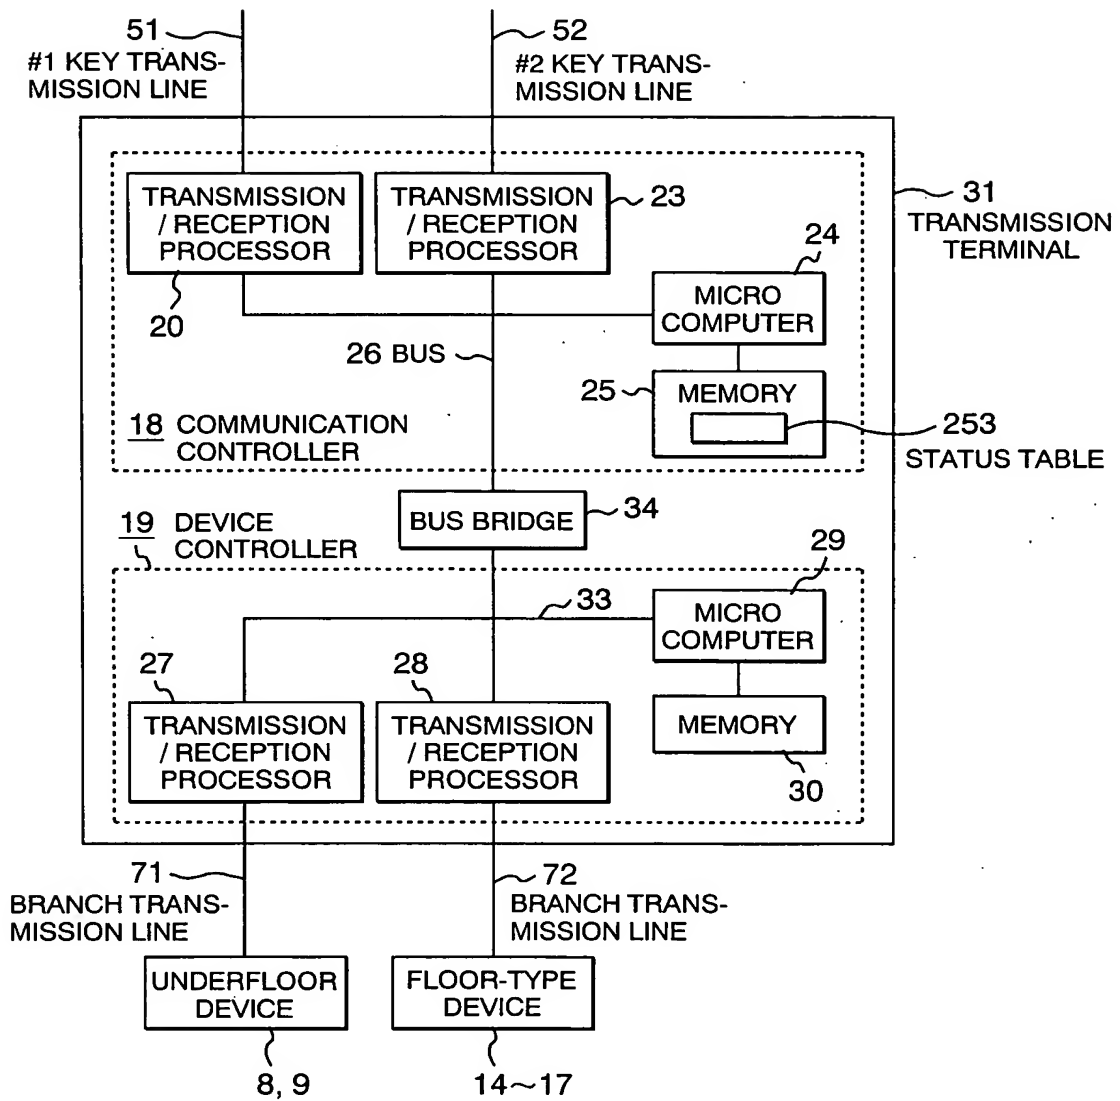 51
52
#1 KEY TRANS-
MISSION LINE
#2 KEY TRANS-
MISSION LINE
TRANSMISSION
/ RECEPTION
PROCESSOR
TRANSMISSION
/ RECEPTION
PROCESSOR
23
31
TRANSMISSION
TERMINAL
20
24
MICRO
COMPUTER
26 BUS
25
MEMORY
253
STATUS TABLE
18 COMMUNICATION
CONTROLLER
BUS BRIDGE
34
19 DEVICE
CONTROLLER
29
MICRO
COMPUTER
33
27
28
TRANSMISSION
/ RECEPTION
PROCESSOR
TRANSMISSION
/ RECEPTION
PROCESSOR
MEMORY
30
71
72
BRANCH TRANS-
MISSION LINE
BRANCH TRANS-
MISSION LINE
UNDERFLOOR
DEVICE
FLOOR-TYPE
DEVICE
8, 9
14~17